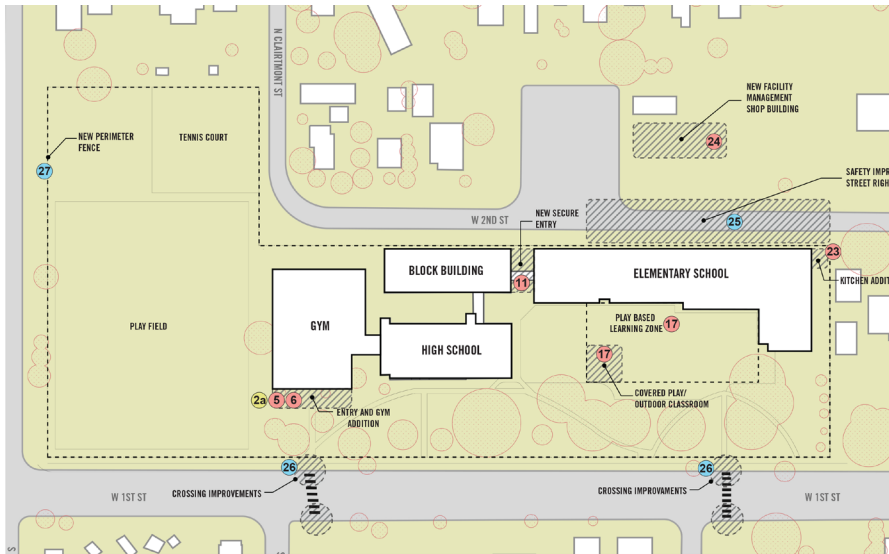 N CLAIRTMONT ST
NEW FACILITY
MANAGEMENT
SHOP BUILDING
24
NEW PERIMETER
FENCE
TENNIS COURT
27
SAFETY IMPR
STREET RIGH
W 2ND ST
NEW SECURE
ENTRY
25
23
BLOCK BUILDING
11
ELEMENTARY SCHOOL
KITCHEN ADDIT
PLAY FIELD
GYM
HIGH SCHOOL
PLAY BASED
LEARNING ZONE
17
17
COVERED PLAY/
OUTDOOR CLASSROOM
2a
5
6
ENTRY AND GYM
ADDITION
26
CROSSING IMPROVEMENTS
26
CROSSING IMPROVAMENTS
W 1ST ST
W 1ST ST
S
S